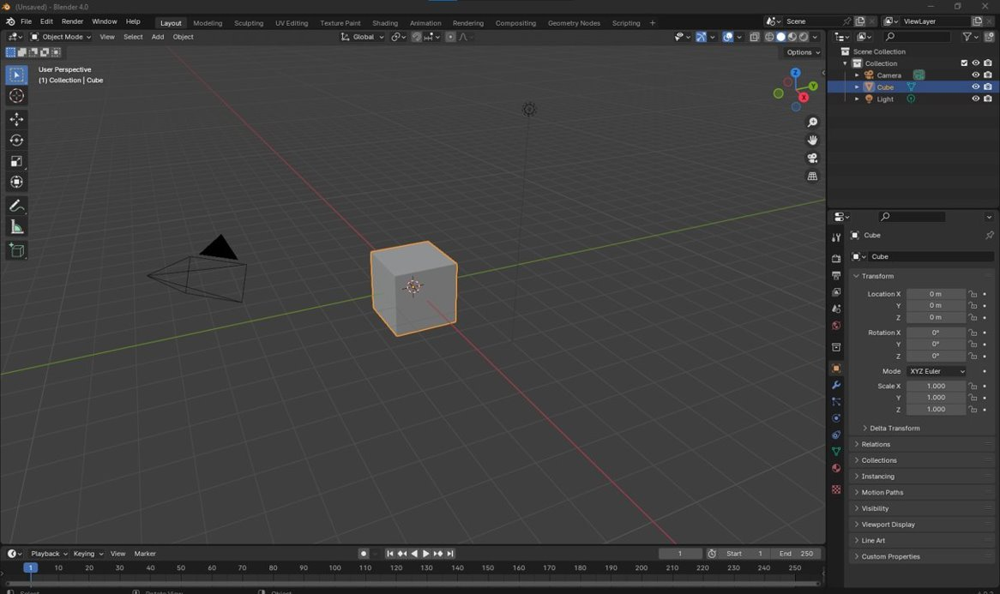 (Unsaved) - Blender 4.0
File Edit Render Window Help
Layout Modeling Sculpting UV Editing Texture Paint Shading Animation Rendering Compositing Geometry Nodes Scripting +
Scene
ViewLayer
Object Mode View Select Add Object
Global
Options
User Perspective
(1) Collection | Cube
Z
Y
X
Scene Collection
Collection
Camera
Cube
Light
Cube
Cube
Transform
Location X 0 m
Y 0 m
Z 0 m
Rotation X 0°
Y 0°
Z 0°
Mode XYZ Euler
Scale X 1.000
Y 1.000
Z 1.000
Delta Transform
Relations
Collections
Instancing
Motion Paths
Visibility
Viewport Display
Line Art
Custom Properties
Playback Keying View Marker
1 Start 1 End 250
1 10 20 30 40 50 60 70 80 90 100 110 120 130 140 150 160 170 180 190 200 210 220 230 240 250
Select Rotate View Object